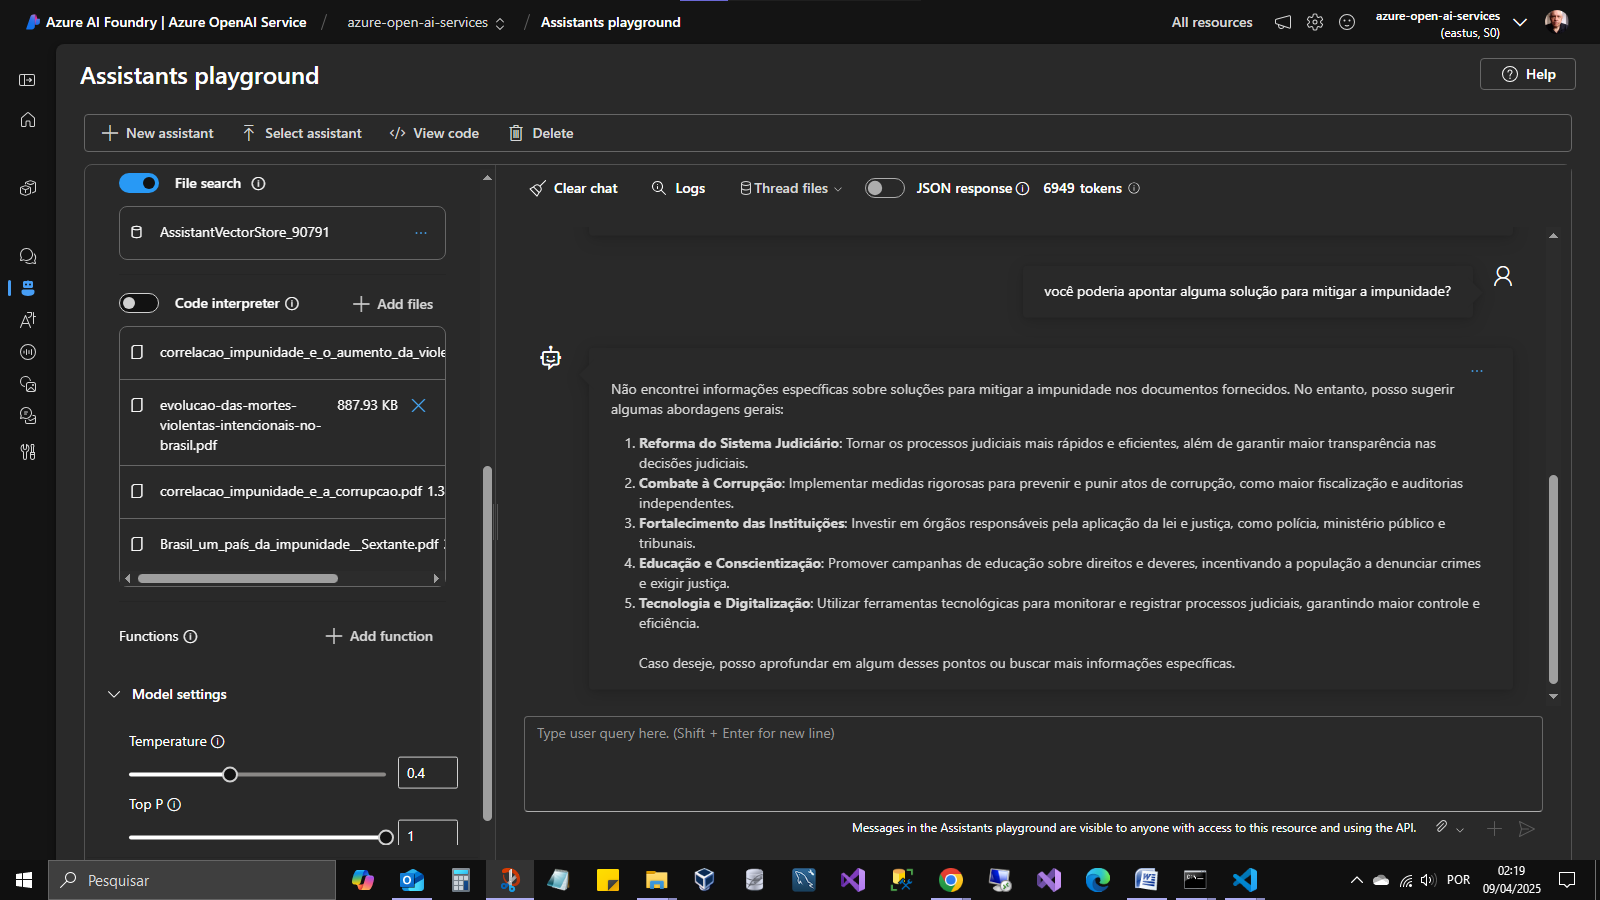 Azure AI Foundry | Azure OpenAI Service / azure-open-ai-services / Assistants playground
All resources
azure-open-ai-services
(eastus, S0)
Assistants playground
Help
New assistant
Select assistant
View code
Delete
File search
AssistantVectorStore_90791
...
Code interpreter
Add files
correlacao_impunidade_e_o_aumento_da_viole
evolucao-das-mortes-
violentas-intencionais-no-
brasil.pdf
887.93 KB
correlacao_impunidade_e_a_corrupcao.pdf 1.3
Brasil_um_país_da_impunidade__Sextante.pdf
Functions
Add function
Model settings
Temperature
0.4
Top P
1
Clear chat
Logs
Thread files
JSON response
6949 tokens
você poderia apontar alguma solução para mitigar a impunidade?
...
Não encontrei informações específicas sobre soluções para mitigar a impunidade nos documentos fornecidos. No entanto, posso sugerir
algumas abordagens gerais:
1. Reforma do Sistema Judiciário: Tornar os processos judiciais mais rápidos e eficientes, além de garantir maior transparência nas
decisões judiciais.
2. Combate à Corrupção: Implementar medidas rigorosas para prevenir e punir atos de corrupção, como maior fiscalização e auditorias
independentes.
3. Fortalecimento das Instituições: Investir em órgãos responsáveis pela aplicação da lei e justiça, como polícia, ministério público e
tribunais.
4. Educação e Conscientização: Promover campanhas de educação sobre direitos e deveres, incentivando a população a denunciar crimes
e exigir justiça.
5. Tecnologia e Digitalização: Utilizar ferramentas tecnológicas para monitorar e registrar processos judiciais, garantindo maior controle e
eficiência.
Caso deseje, posso aprofundar em algum desses pontos ou buscar mais informações específicas.
Type user query here. (Shift + Enter for new line)
Messages in the Assistants playground are visible to anyone with access to this resource and using the API.
Pesquisar
POR
02:19
09/04/2025